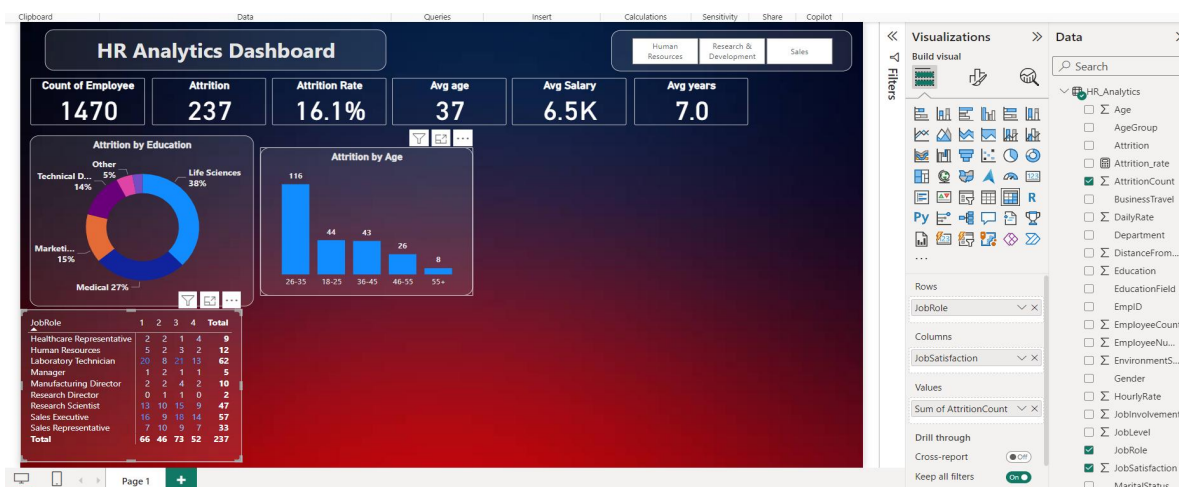 Clipboard
Data
Queries
Insert
Calculations
Sensitivity
Share
Copilot
HR Analytics Dashboard
Human
Resources
Research &
Development
Sales
Count of Employee
1470
Attrition
237
Attrition Rate
16.1%
Avg age
37
Avg Salary
6.5K
Avg years
7.0
Attrition by Education
Other
5%
Technical D...
14%
Life Sciences
38%
Marketi...
15%
Medical 27%
Attrition by Age
116
44
43
26
8
26-35 18-25 36-45 46-55 55+
JobRole 1 2 3 4 Total
Healthcare Representative 2 2 1 4 9
Human Resources 5 2 3 2 12
Laboratory Technician 20 8 21 13 62
Manager 1 2 1 1 5
Manufacturing Director 2 2 4 2 10
Research Director 0 1 1 0 2
Research Scientist 13 10 15 9 47
Sales Executive 16 9 18 14 57
Sales Representative 7 10 9 7 33
Total 66 46 73 52 237
Page 1
Filters
Visualizations
Build visual
123
R
Py
...
Rows
JobRole
Columns
JobSatisfaction
Values
Sum of AttritionCount
Drill through
Cross-report
Off
Keep all filters
On
Data
Search
HR_Analytics
Age
AgeGroup
Attrition
Attrition_rate
AttritionCount
BusinessTravel
DailyRate
Department
DistanceFrom...
Education
EducationField
EmpID
EmployeeCount
EmployeeNu...
EnvironmentS...
Gender
HourlyRate
JobInvolvement
JobLevel
JobRole
JobSatisfaction
MaritalStatus